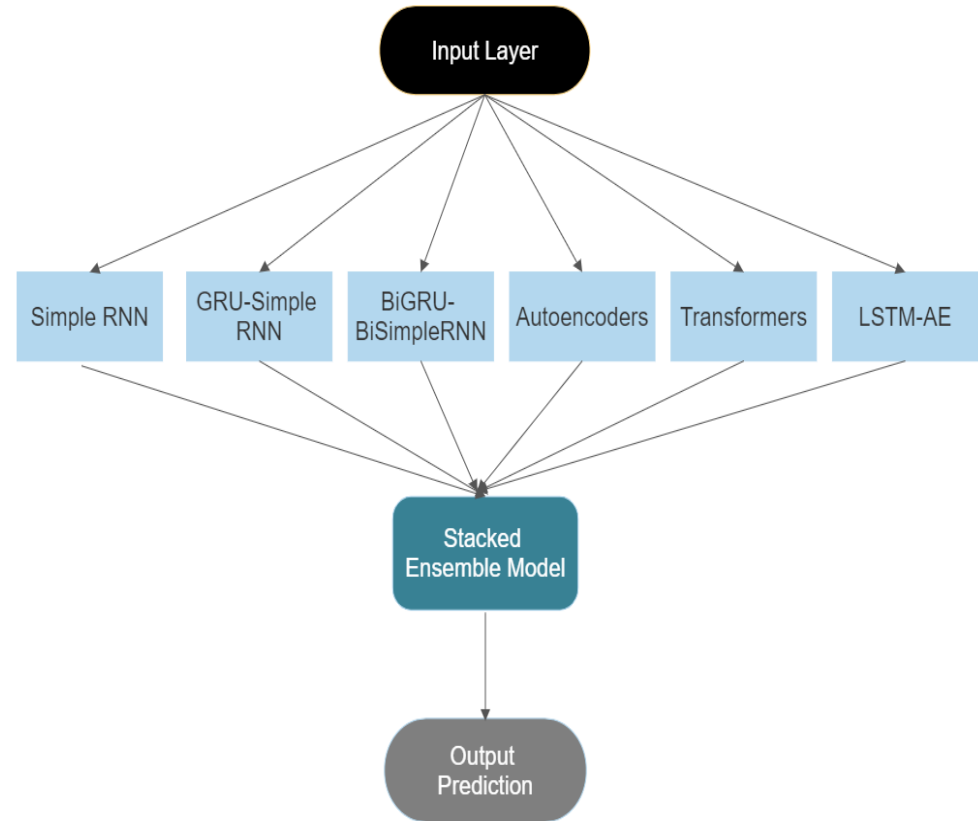 Input Layer
Simple RNN
GRU-Simple
RNN
BiGRU-
BiSimpleRNN
Autoencoders
Transformers
LSTM-AE
Stacked
Ensemble Model
Output
Prediction